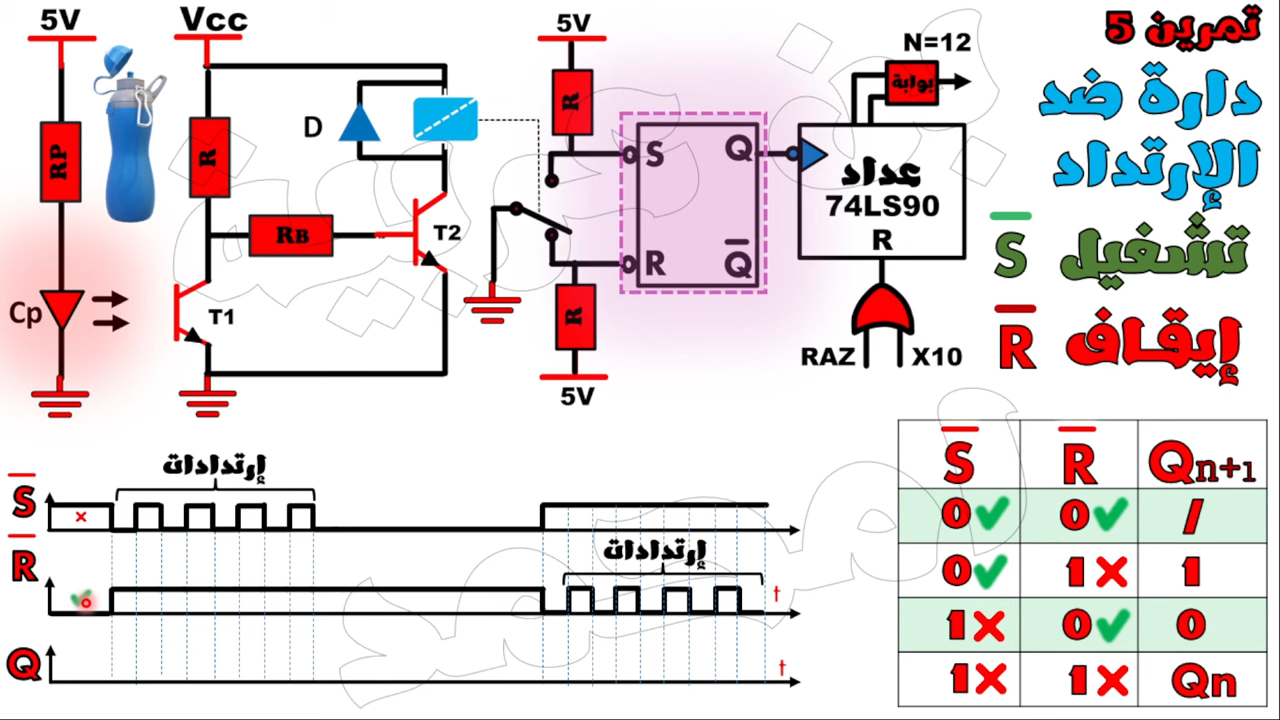 تمرين 5
دارة ضد
الإرتداد
S تشغيل
R إيقاف
5V
RP
Cp
Vcc
R
RB
T1
T2
D
5V
R
S
R
Q
Q
R
5V
N=12
بوابة
عداد
74LS90
R
RAZ
X10
إرتدادات
S
×
R
0
إرتدادات
t
Q
t
S R Qn+1
0 ✓ 0 ✓ /
0 ✓ 1 × 1
1 × 0 ✓ 0
1 × 1 × Qn